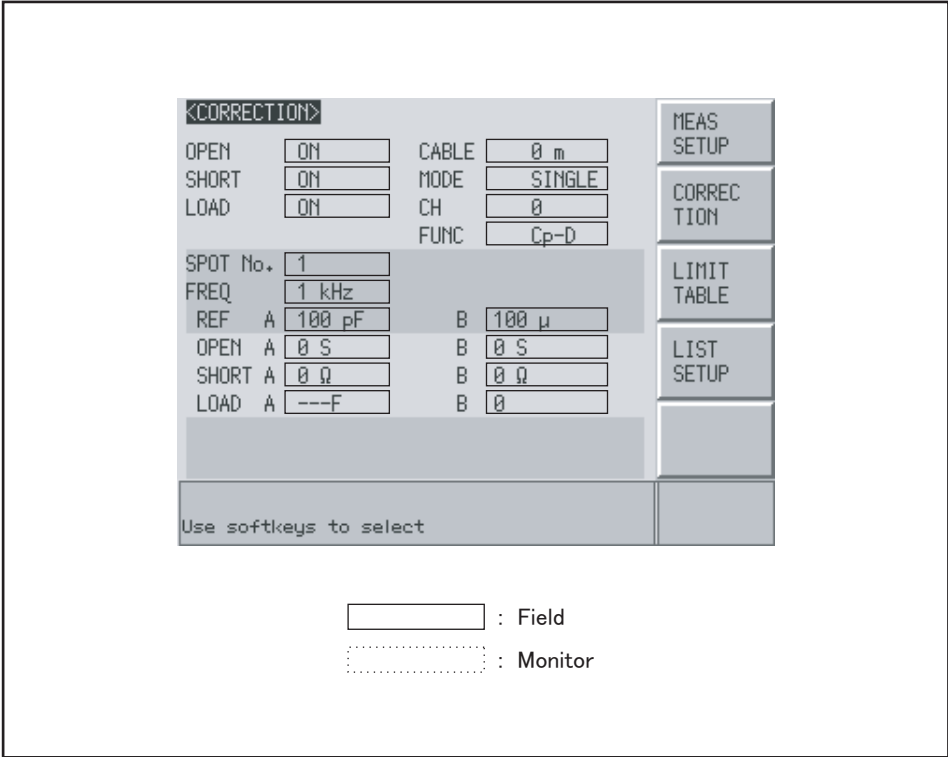 <CORRECTION>
OPEN ON CABLE 0 m
SHORT ON MODE SINGLE
LOAD ON CH 0
FUNC Cp-D
SPOT No. 1
FREQ 1 kHz
REF A 100 pF B 100 μ
OPEN A 0 S B 0 S
SHORT A 0 Ω B 0 Ω
LOAD A ---F B 0
Use softkeys to select
MEAS
SETUP
CORREC
TION
LIMIT
TABLE
LIST
SETUP
: Field
: Monitor